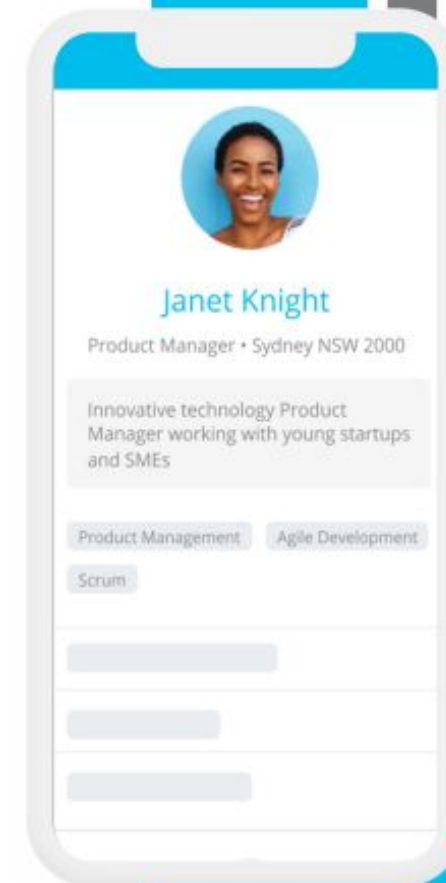 Janet Knight
Product Manager • Sydney NSW 2000
Innovative technology Product
Manager working with young startups
and SMEs
Product Management Agile Development
Scrum